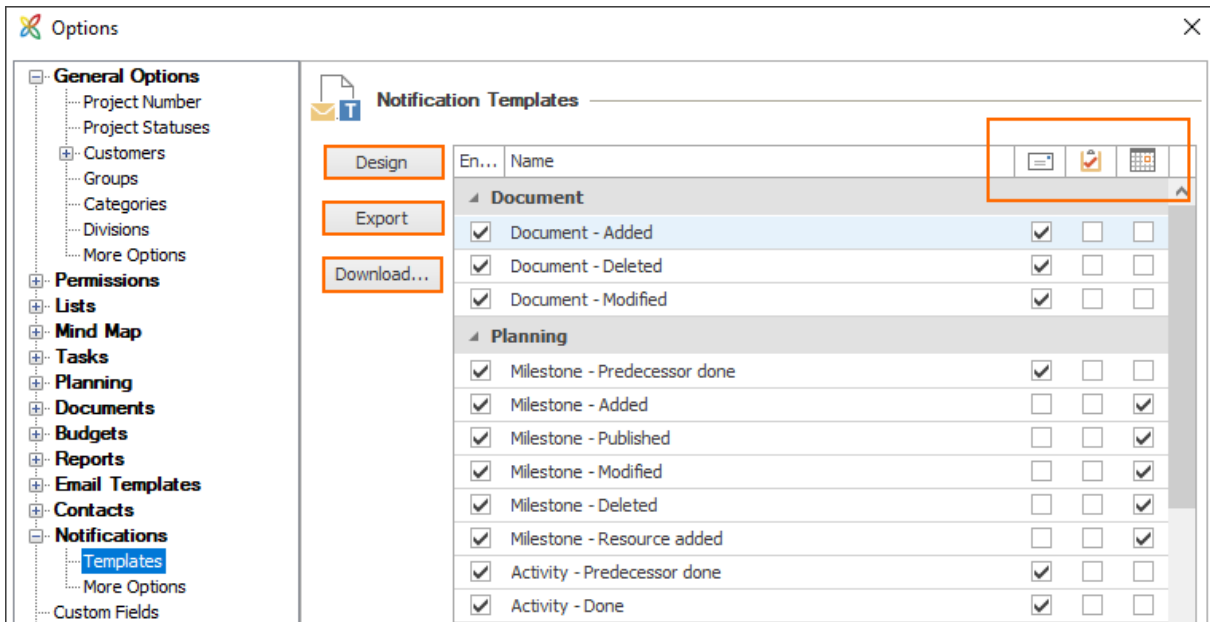 Options
General Options
Project Number
Project Statuses
Customers
Groups
Categories
Divisions
More Options
Permissions
Lists
Mind Map
Tasks
Planning
Documents
Budgets
Reports
Email Templates
Contacts
Notifications
Templates
More Options
Custom Fields
T
Notification Templates
Design
Export
Download...
En... Name
Document
Document - Added
Document - Deleted
Document - Modified
Planning
Milestone - Predecessor done
Milestone - Added
Milestone - Published
Milestone - Modified
Milestone - Deleted
Milestone - Resource added
Activity - Predecessor done
Activity - Done